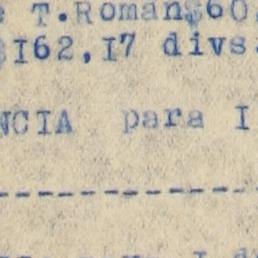 T.Roman$60.
$162,17 divs.
NCIA para I
--------------------